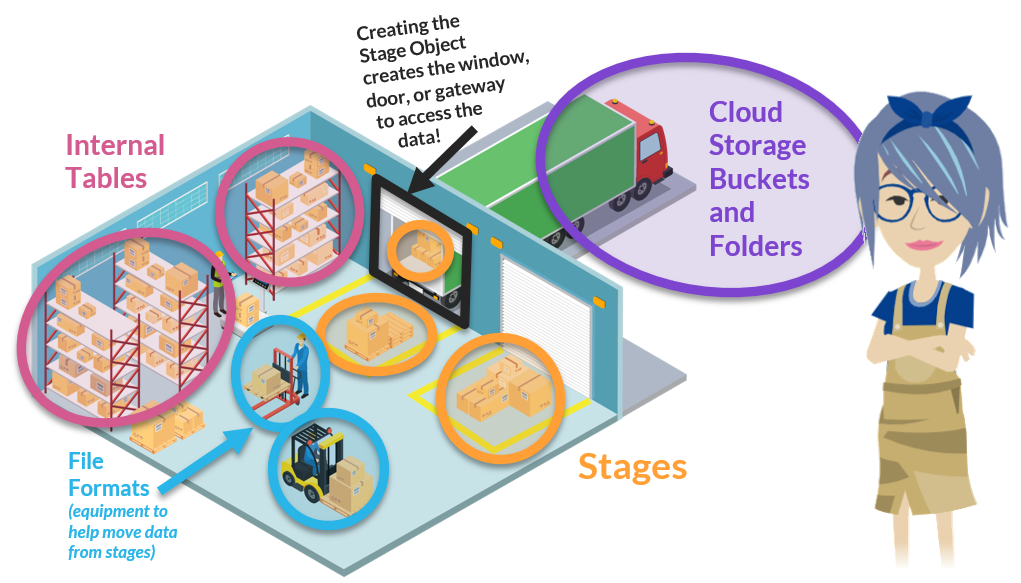 Creating the
Stage Object
creates the window,
door, or gateway
to access the
data!
Internal
Tables
Cloud
Storage
Buckets
and
Folders
File
Formats
(equipment to
help move data
from stages)
Stages